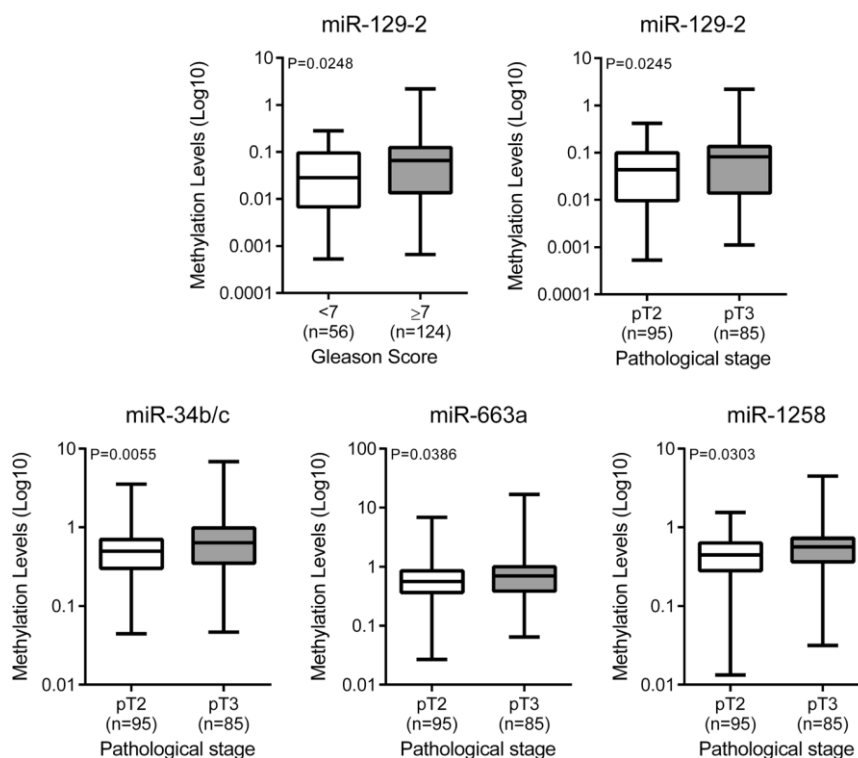 miR-129-2
P=0.0248
Methylation Levels (Log10)
10
1
0.1
0.01
0.001
0.0001
<7
(n=56)
≥7
(n=124)
Gleason Score
miR-129-2
P=0.0245
Methylation Levels (Log10)
10
1
0.1
0.01
0.001
0.0001
pT2
(n=95)
pT3
(n=85)
Pathological stage
miR-34b/c
P=0.0055
Methylation Levels (Log10)
10
1
0.1
0.01
pT2
(n=95)
pT3
(n=85)
Pathological stage
miR-663a
P=0.0386
Methylation Levels (Log10)
100
10
1
0.1
0.01
pT2
(n=95)
pT3
(n=85)
Pathological stage
miR-1258
P=0.0303
Methylation Levels (Log10)
10
1
0.1
0.01
pT2
(n=95)
pT3
(n=85)
Pathological stage